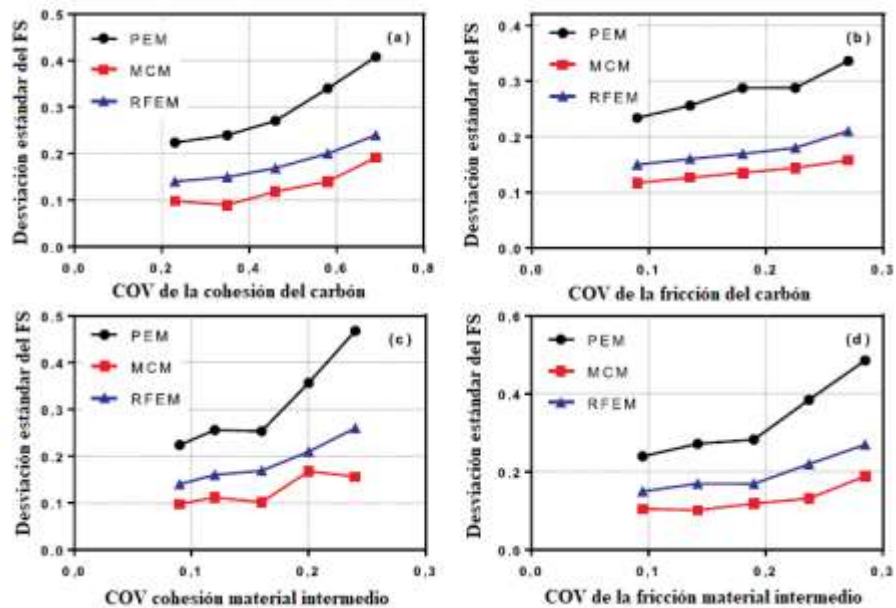 Desviación estándar del FS
0.5
0.4
0.3
0.2
0.1
0.0
PEM
MCM
RFEM
(a)
0.0 0.2 0.4 0.6 0.8
COV de la cohesión del carbón
Desviación estándar del FS
0.4
0.3
0.2
0.1
0.0
PEM
MCM
RFEM
(b)
0.0 0.1 0.2 0.3
COV de la fricción del carbón
Desviación estándar del FS
0.5
0.4
0.3
0.2
0.1
0.0
PEM
MCM
RFEM
(c)
0.0 0.1 0.2 0.3
COV cohesión material intermedio
Desviación estándar del FS
0.6
0.4
0.2
0.0
PEM
MCM
RFEM
(d)
0.0 0.1 0.2 0.3
COV de la fricción material intermedio